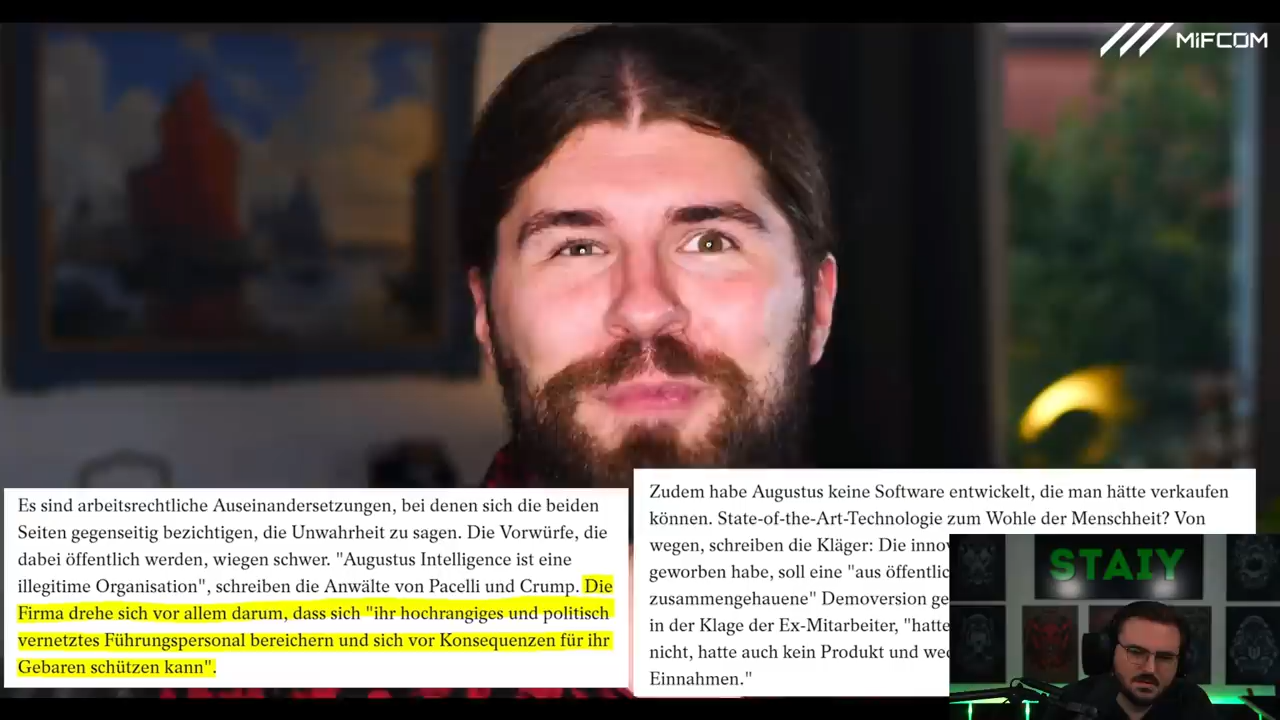 MIFCOM
Es sind arbeitsrechtliche Auseinandersetzungen, bei denen sich die beiden
Seiten gegenseitig bezichtigen, die Unwahrheit zu sagen. Die Vorwürfe, die
dabei öffentlich werden, wiegen schwer. "Augustus Intelligence ist eine
illegitime Organisation", schreiben die Anwälte von Pacelli und Crump. Die
Firma drehe sich vor allem darum, dass sich "ihr hochrangiges und politisch
vernetztes Führungspersonal bereichern und sich vor Konsequenzen für ihr
Gebaren schützen kann".
Zudem habe Augustus keine Software entwickelt, die man hätte verkaufen
können. State-of-the-Art-Technologie zum Wohle der Menschheit? Von
wegen, schreiben die Kläger: Die innov
geworben habe, soll eine "aus öffentlic
zusammengehauene" Demoversion ge
in der Klage der Ex-Mitarbeiter, "hatte
nicht, hatte auch kein Produkt und wed
Einnahmen."
STAIY